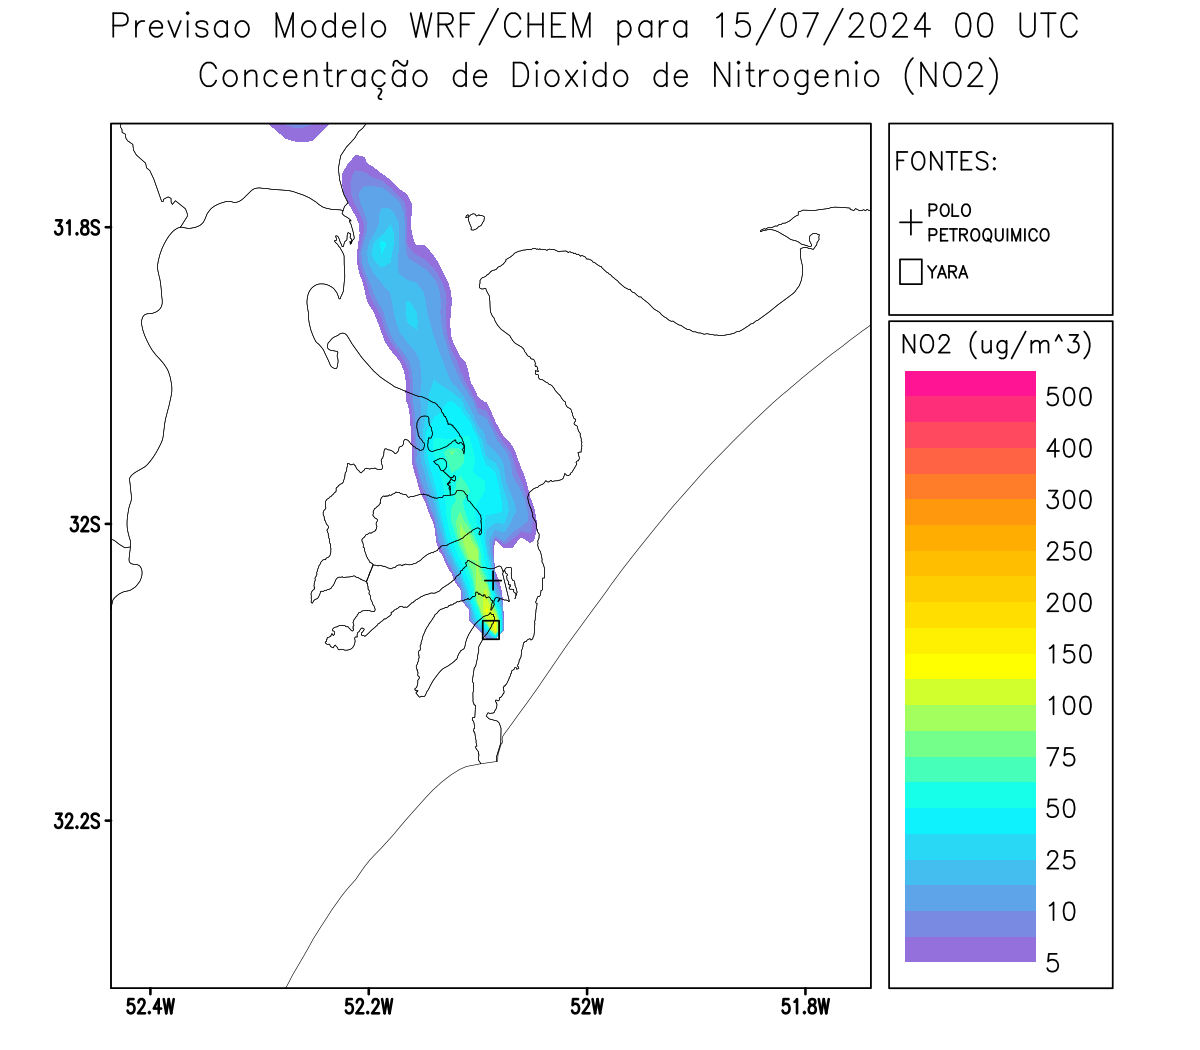 Previsao Modelo WRF/CHEM para 15/07/2024 00 UTC
Concentração de Dioxido de Nitrogenio (NO2)
FONTES:
POLO
PETROQUIMICO
YARA
31.8S
32S
32.2S
52.4W
52.2W
52W
51.8W
NO2 (ug/m^3)
500
400
300
250
200
150
100
75
50
25
10
5